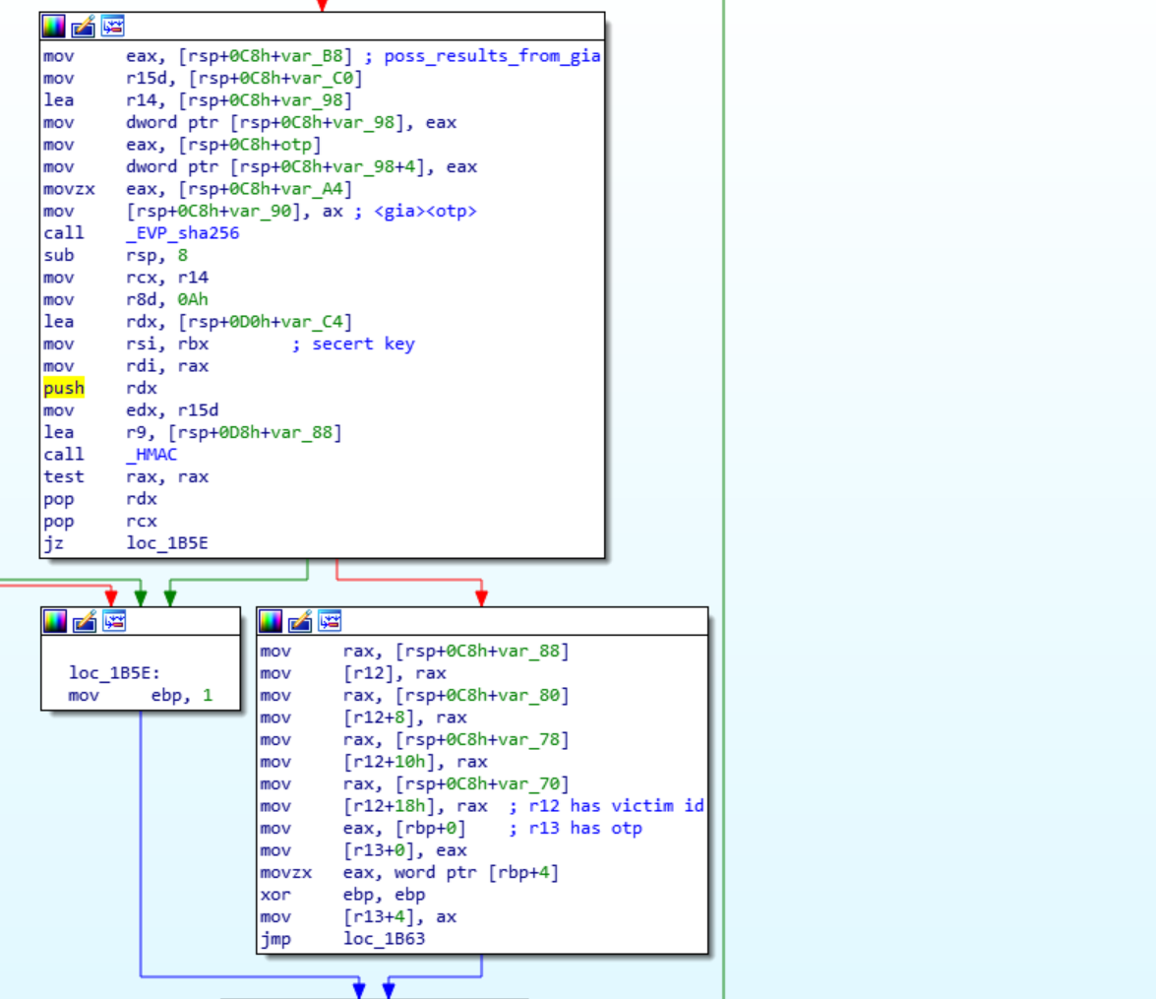 mov eax, [rsp+0C8h+var_B8] ; poss_results_from_gia
mov r15d, [rsp+0C8h+var_C0]
lea r14, [rsp+0C8h+var_98]
mov dword ptr [rsp+0C8h+var_98], eax
mov eax, [rsp+0C8h+otp]
mov dword ptr [rsp+0C8h+var_98+4], eax
movzx eax, [rsp+0C8h+var_A4]
mov [rsp+0C8h+var_90], ax ; <gia><otp>
call _EVP_sha256
sub rsp, 8
mov rcx, r14
mov r8d, 0Ah
lea rdx, [rsp+0D0h+var_C4]
mov rsi, rbx ; secert key
mov rdi, rax
push rdx
mov edx, r15d
lea r9, [rsp+0D8h+var_88]
call _HMAC
test rax, rax
pop rdx
pop rcx
jz loc_1B5E
loc_1B5E:
mov ebp, 1
mov rax, [rsp+0C8h+var_88]
mov [r12], rax
mov rax, [rsp+0C8h+var_80]
mov [r12+8], rax
mov rax, [rsp+0C8h+var_78]
mov [r12+10h], rax
mov rax, [rsp+0C8h+var_70]
mov [r12+18h], rax ; r12 has victim id
mov eax, [rbp+0] ; r13 has otp
mov [r13+0], eax
movzx eax, word ptr [rbp+4]
xor ebp, ebp
mov [r13+4], ax
jmp loc_1B63